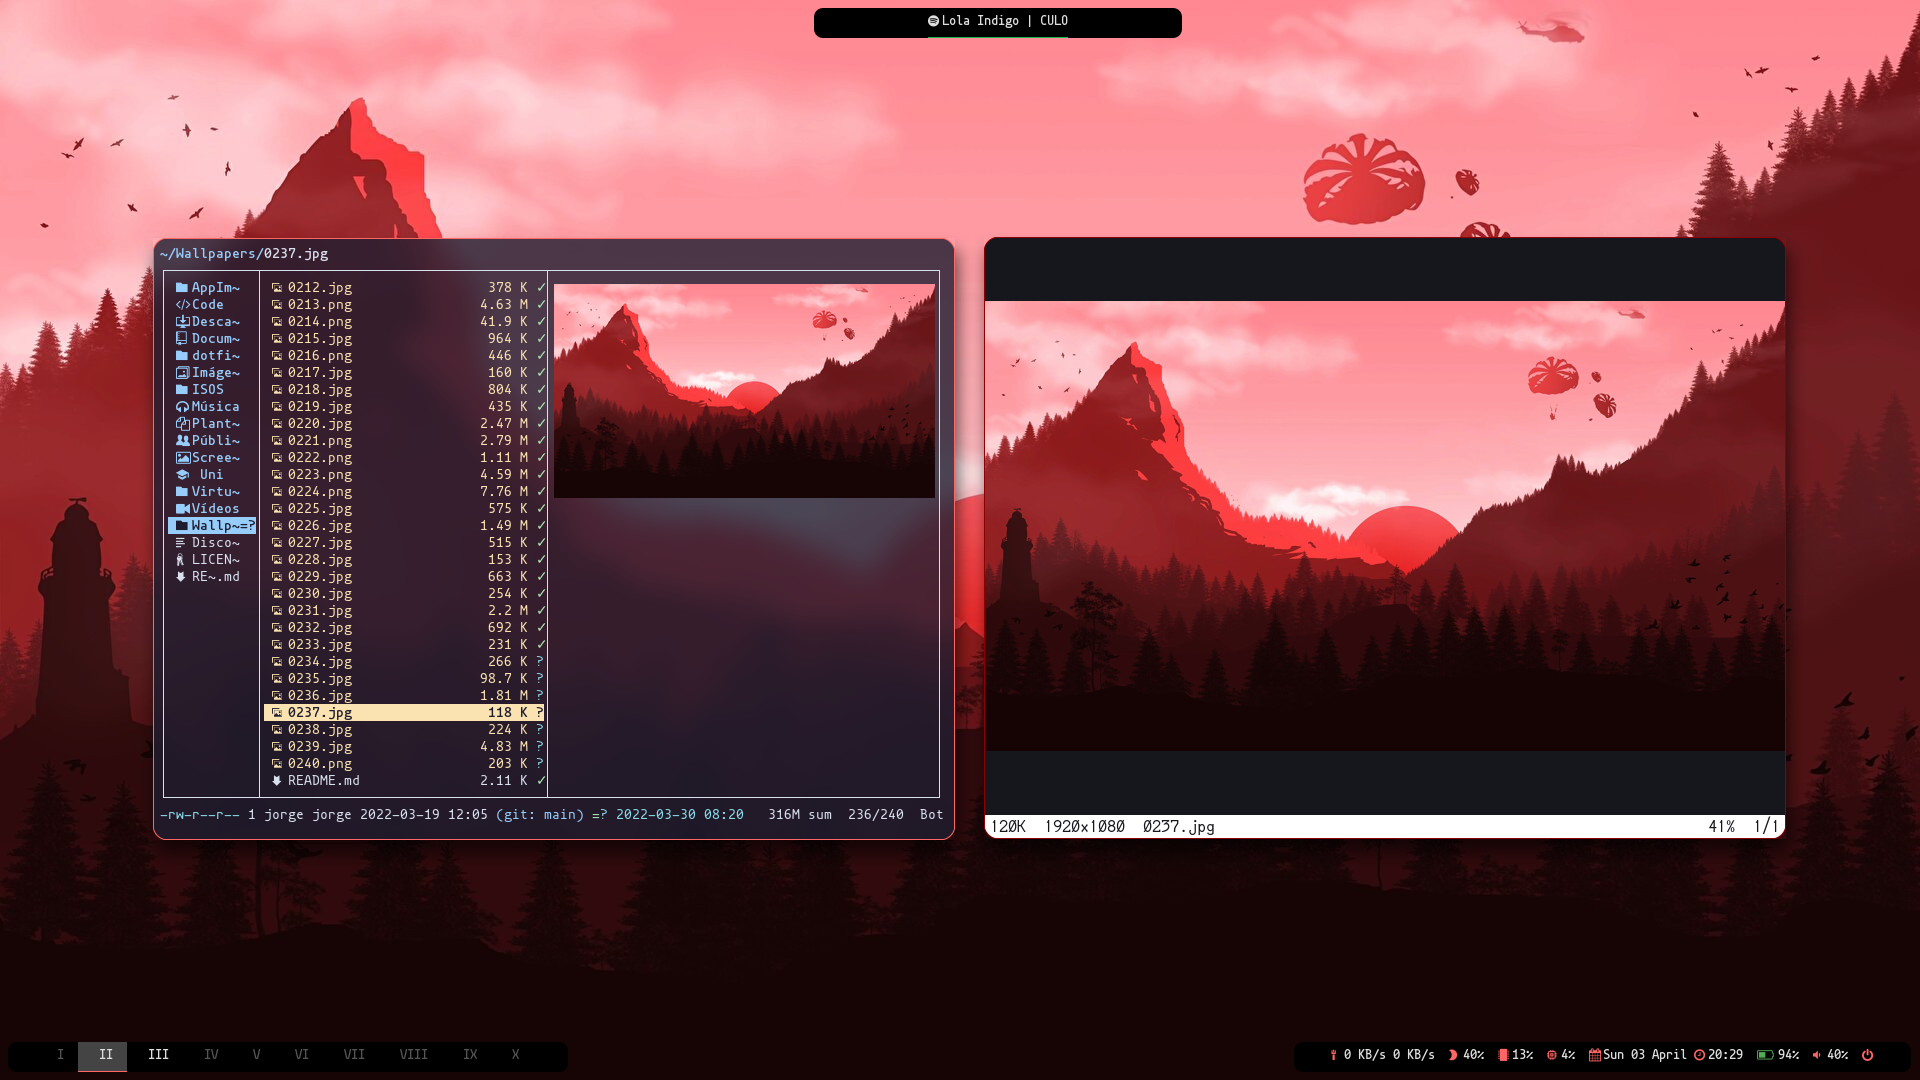 Lola Indigo | CULO
~/Wallpapers/0237.jpg
AppIm~
Code
Desca~
Docum~
dotfi~
Imáge~
ISOS
Música
Plant~
Públi~
Scree~
Uni
Virtu~
Vídeos
Wallp~=?
Disco~
LICEN~
RE~.md
0212.jpg 378 K ✓
0213.png 4.63 M ✓
0214.png 41.9 K ✓
0215.jpg 964 K ✓
0216.png 446 K ✓
0217.jpg 160 K ✓
0218.jpg 804 K ✓
0219.jpg 435 K ✓
0220.jpg 2.47 M ✓
0221.png 2.79 M ✓
0222.png 1.11 M ✓
0223.png 4.59 M ✓
0224.png 7.76 M ✓
0225.jpg 575 K ✓
0226.jpg 1.49 M ✓
0227.jpg 515 K ✓
0228.jpg 153 K ✓
0229.jpg 663 K ✓
0230.jpg 254 K ✓
0231.jpg 2.2 M ✓
0232.jpg 692 K ✓
0233.jpg 231 K ✓
0234.jpg 266 K ?
0235.jpg 98.7 K ?
0236.jpg 1.81 M ?
0237.jpg 118 K ?
0238.jpg 224 K ?
0239.jpg 4.83 M ?
0240.png 203 K ?
README.md 2.11 K ✓
-rw-r--r-- 1 jorge jorge 2022-03-19 12:05 (git: main) =? 2022-03-30 08:20 316M sum 236/240 Bot
120K 1920x1080 0237.jpg 41% 1/1
I II III IV V VI VII VIII IX X
0 KB/s 0 KB/s 40% 13% 4% Sun 03 April 20:29 94% 40%